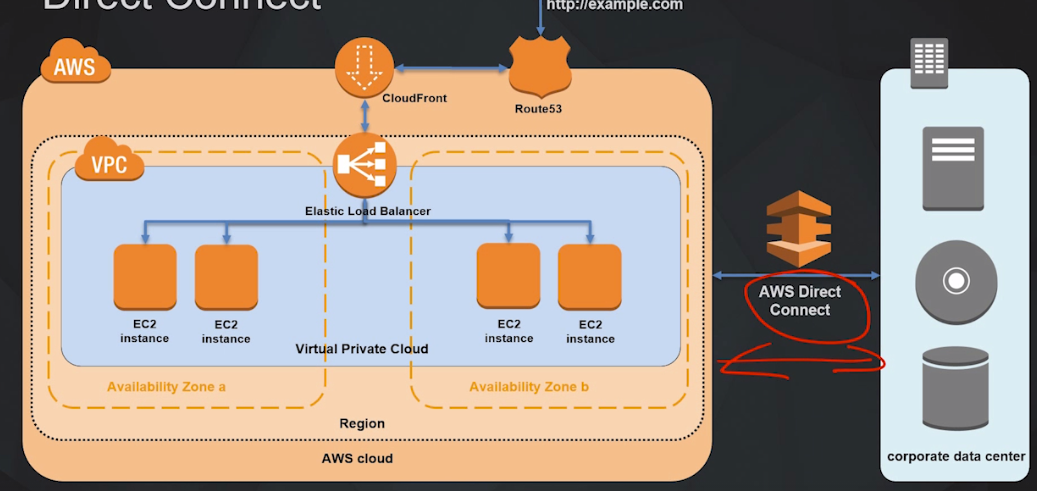 Direct Connect
http://example.com
AWS
CloudFront
Route53
VPC
Elastic Load Balancer
EC2
instance
EC2
instance
EC2
instance
EC2
instance
Virtual Private Cloud
Availability Zone a
Availability Zone b
Region
AWS cloud
AWS Direct
Connect
corporate data center